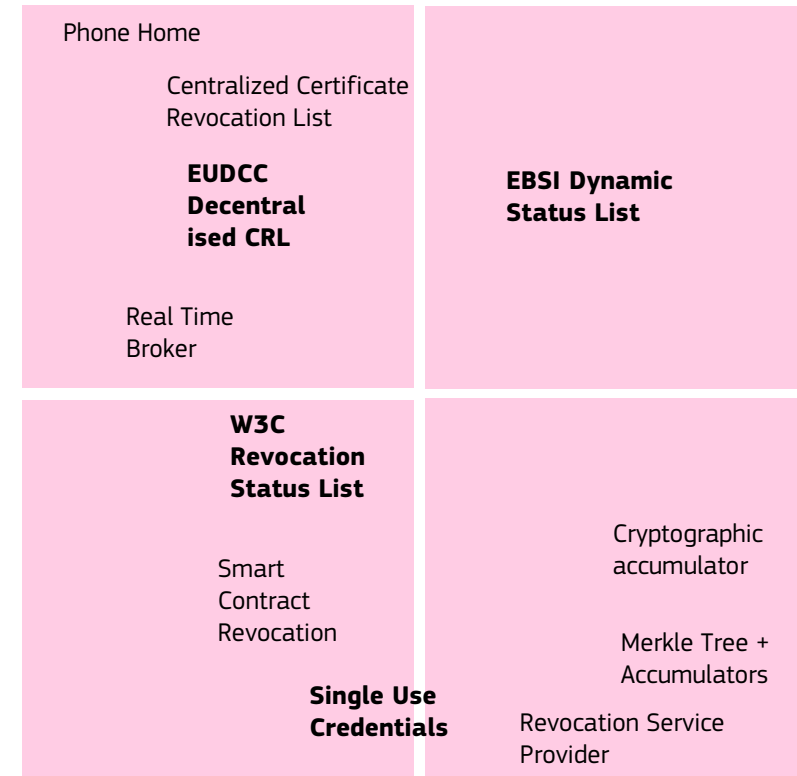 Phone Home
Centralized Certificate
Revocation List
EUDCC
Decentral
ised CRL
Real Time
Broker
EBSI Dynamic
Status List
W3C
Revocation
Status List
Smart
Contract
Revocation
Single Use
Credentials
Cryptographic
accumulator
Merkle Tree +
Accumulators
Revocation Service
Provider